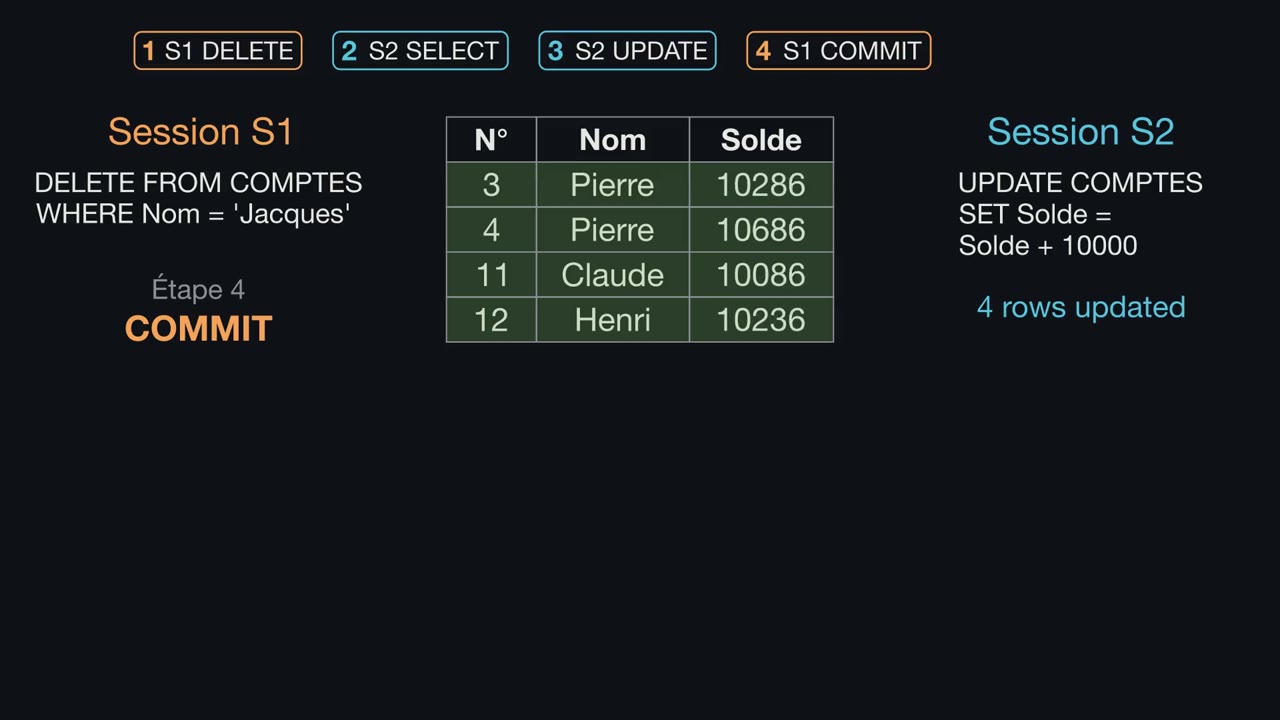 1 S1 DELETE 2 S2 SELECT 3 S2 UPDATE 4 S1 COMMIT
Session S1
DELETE FROM COMPTES
WHERE Nom = 'Jacques'
Étape 4
COMMIT
N° Nom Solde
3 Pierre 10286
4 Pierre 10686
11 Claude 10086
12 Henri 10236
Session S2
UPDATE COMPTES
SET Solde =
Solde + 10000
4 rows updated